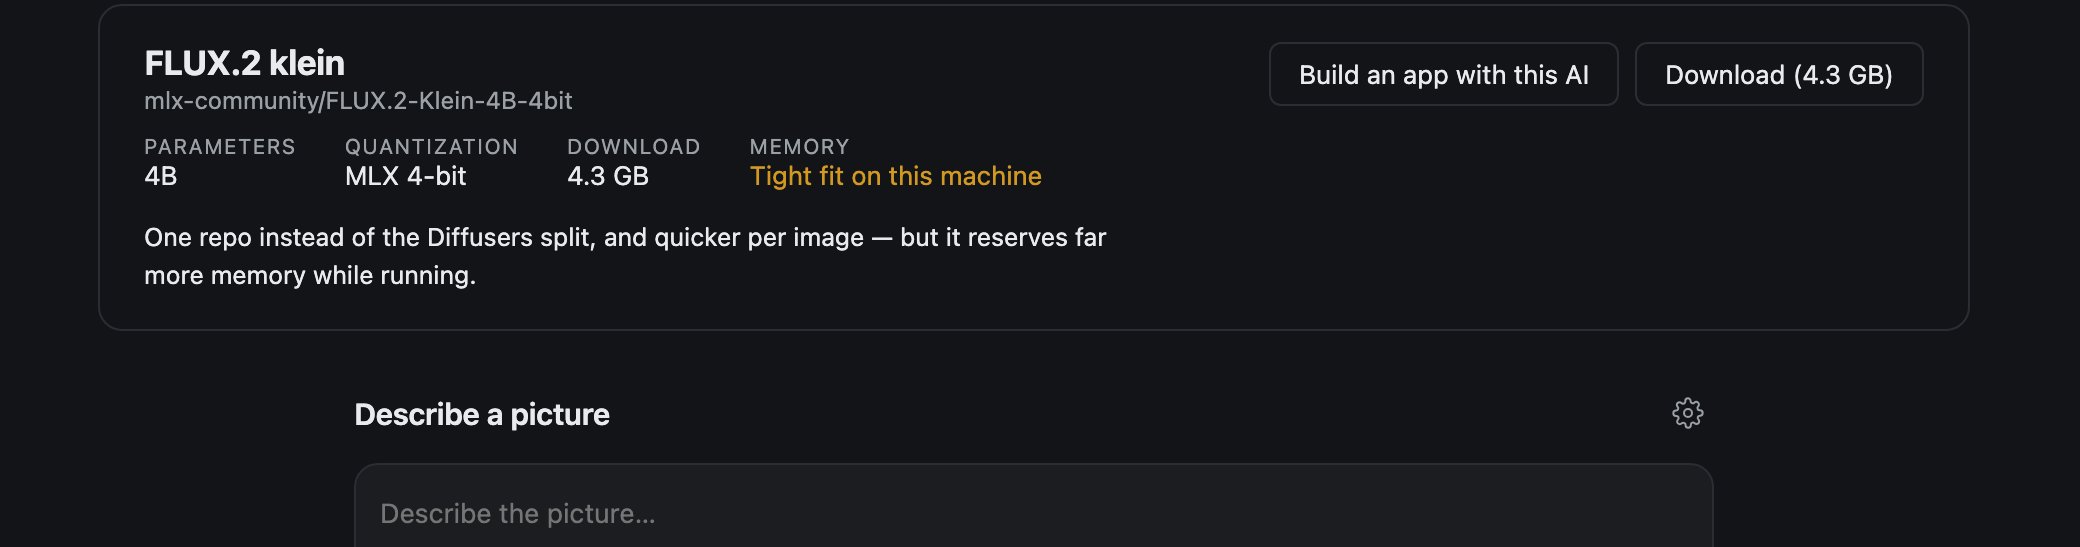 FLUX.2 klein
mlx-community/FLUX.2-Klein-4B-4bit
Build an app with this AI
Download (4.3 GB)
PARAMETERS
4B
QUANTIZATION
MLX 4-bit
DOWNLOAD
4.3 GB
MEMORY
Tight fit on this machine
One repo instead of the Diffusers split, and quicker per image — but it reserves far
more memory while running.
Describe a picture
Describe the picture...